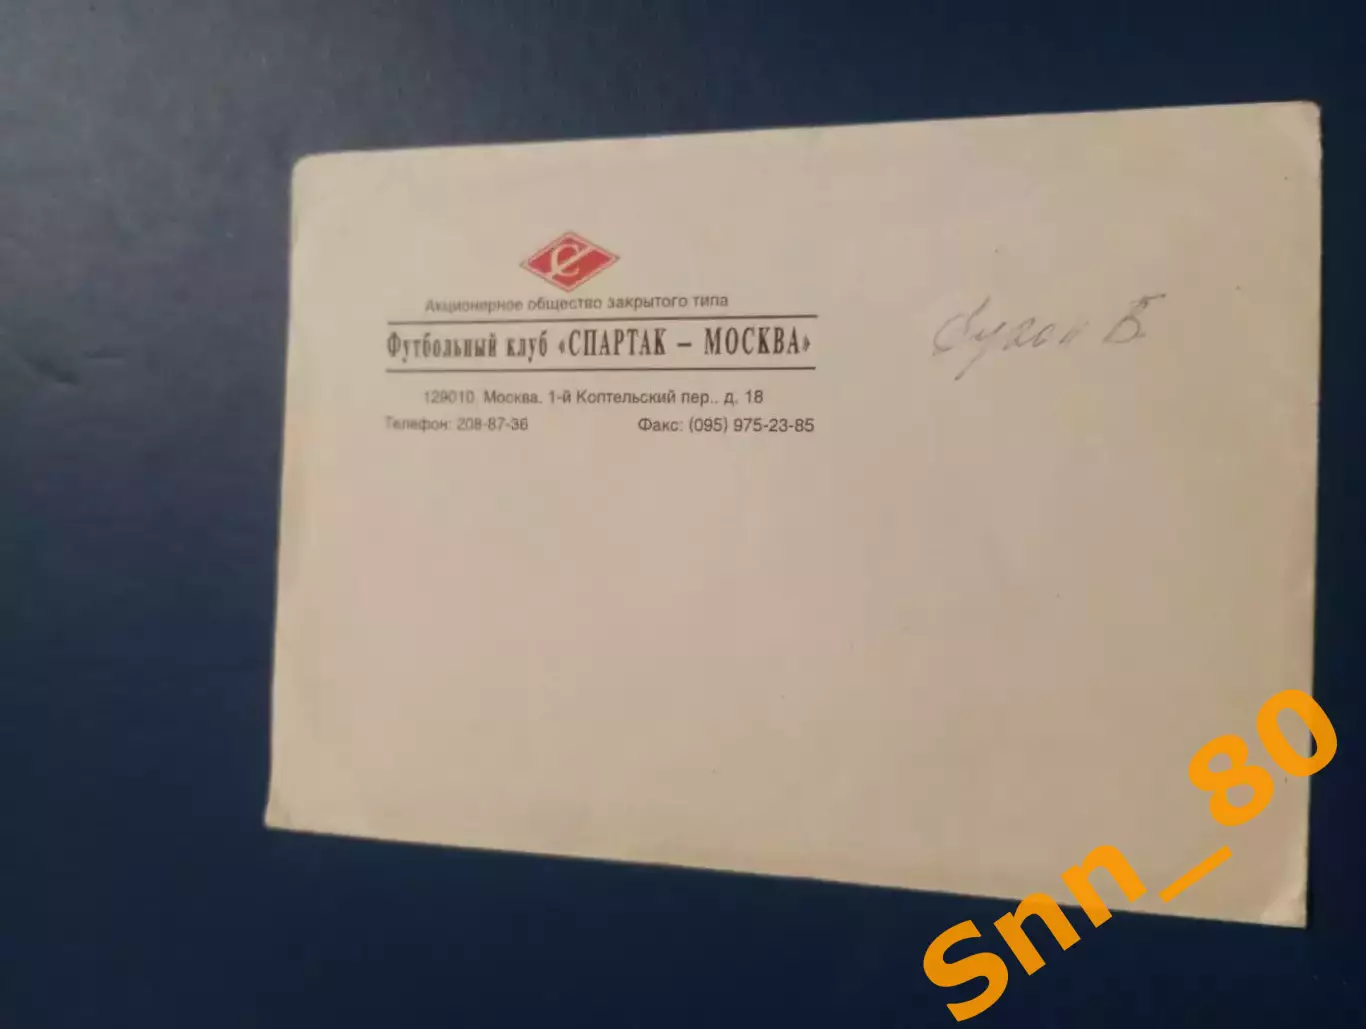 Акционерное общество закрытого типа
Футбольный клуб «СПАРТАК – МОСКВА»
129010, Москва, 1-й Коптельский пер., д. 18
Телефон: 208-87-36 Факс: (095) 975-23-85
Б
Snn_80